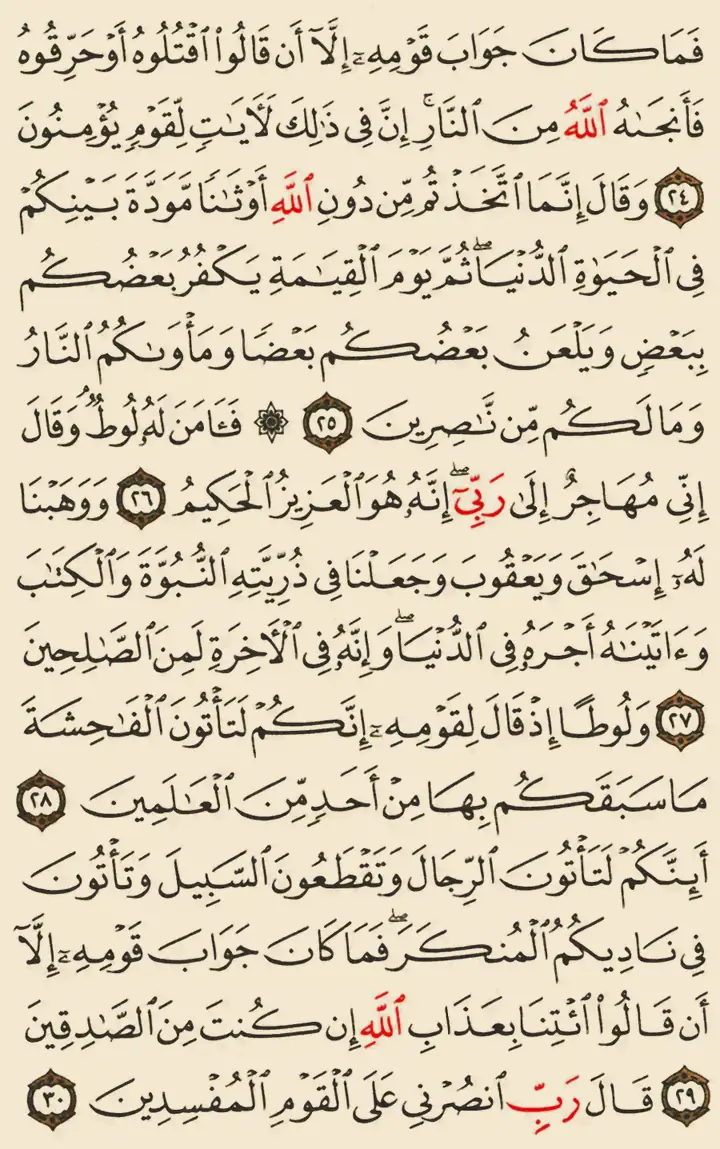 فَمَا كَانَ جَوَابَ قَوْمِهِۦٓ إِلَّآ أَن قَالُوا۟ ٱقْتُلُوهُ أَوْ حَرِّقُوهُ
فَأَنجَىٰهُ ٱللَّهُ مِنَ ٱلنَّارِ ۚ إِنَّ فِى ذَٰلِكَ لَـَٔايَـٰتٍ لِّقَوْمٍ يُؤْمِنُونَ
٢٤ وَقَالَ إِنَّمَا ٱتَّخَذْتُم مِّن دُونِ ٱللَّهِ أَوْثَـٰنًا مَّوَدَّةَ بَيْنِكُمْ
فِى ٱلْحَيَوٰةِ ٱلدُّنْيَا ۖ ثُمَّ يَوْمَ ٱلْقِيَـٰمَةِ يَكْفُرُ بَعْضُكُم
بِبَعْضٍ وَيَلْعَنُ بَعْضُكُم بَعْضًا وَمَأْوَىٰكُمُ ٱلنَّارُ
وَمَا لَكُم مِّن نَّـٰصِرِينَ ٢٥ ۞ فَـَٔامَنَ لَهُۥ لُوطٌ ۘ وَقَالَ
إِنِّى مُهَاجِرٌ إِلَىٰ رَبِّىٓ ۖ إِنَّهُۥ هُوَ ٱلْعَزِيزُ ٱلْحَكِيمُ ٢٦ وَوَهَبْنَا
لَهُۥٓ إِسْحَـٰقَ وَيَعْقُوبَ وَجَعَلْنَا فِى ذُرِّيَّتِهِ ٱلنُّبُوَّةَ وَٱلْكِتَـٰبَ
وَءَاتَيْنَـٰهُ أَجْرَهُۥ فِى ٱلدُّنْيَا ۖ وَإِنَّهُۥ فِى ٱلْـَٔاخِرَةِ لَمِنَ ٱلصَّـٰلِحِينَ
٢٧ وَلُوطًا إِذْ قَالَ لِقَوْمِهِۦٓ إِنَّكُمْ لَتَأْتُونَ ٱلْفَـٰحِشَةَ
مَا سَبَقَكُم بِهَا مِنْ أَحَدٍ مِّنَ ٱلْعَـٰلَمِينَ ٢٨
أَئِنَّكُمْ لَتَأْتُونَ ٱلرِّجَالَ وَتَقْطَعُونَ ٱلسَّبِيلَ وَتَأْتُونَ
فِى نَادِيكُمُ ٱلْمُنكَرَ ۖ فَمَا كَانَ جَوَابَ قَوْمِهِۦٓ إِلَّآ
أَن قَالُوا۟ ٱئْتِنَا بِعَذَابِ ٱللَّهِ إِن كُنتَ مِنَ ٱلصَّـٰدِقِينَ
٢٩ قَالَ رَبِّ ٱنصُرْنِى عَلَى ٱلْقَوْمِ ٱلْمُفْسِدِينَ ٣٠